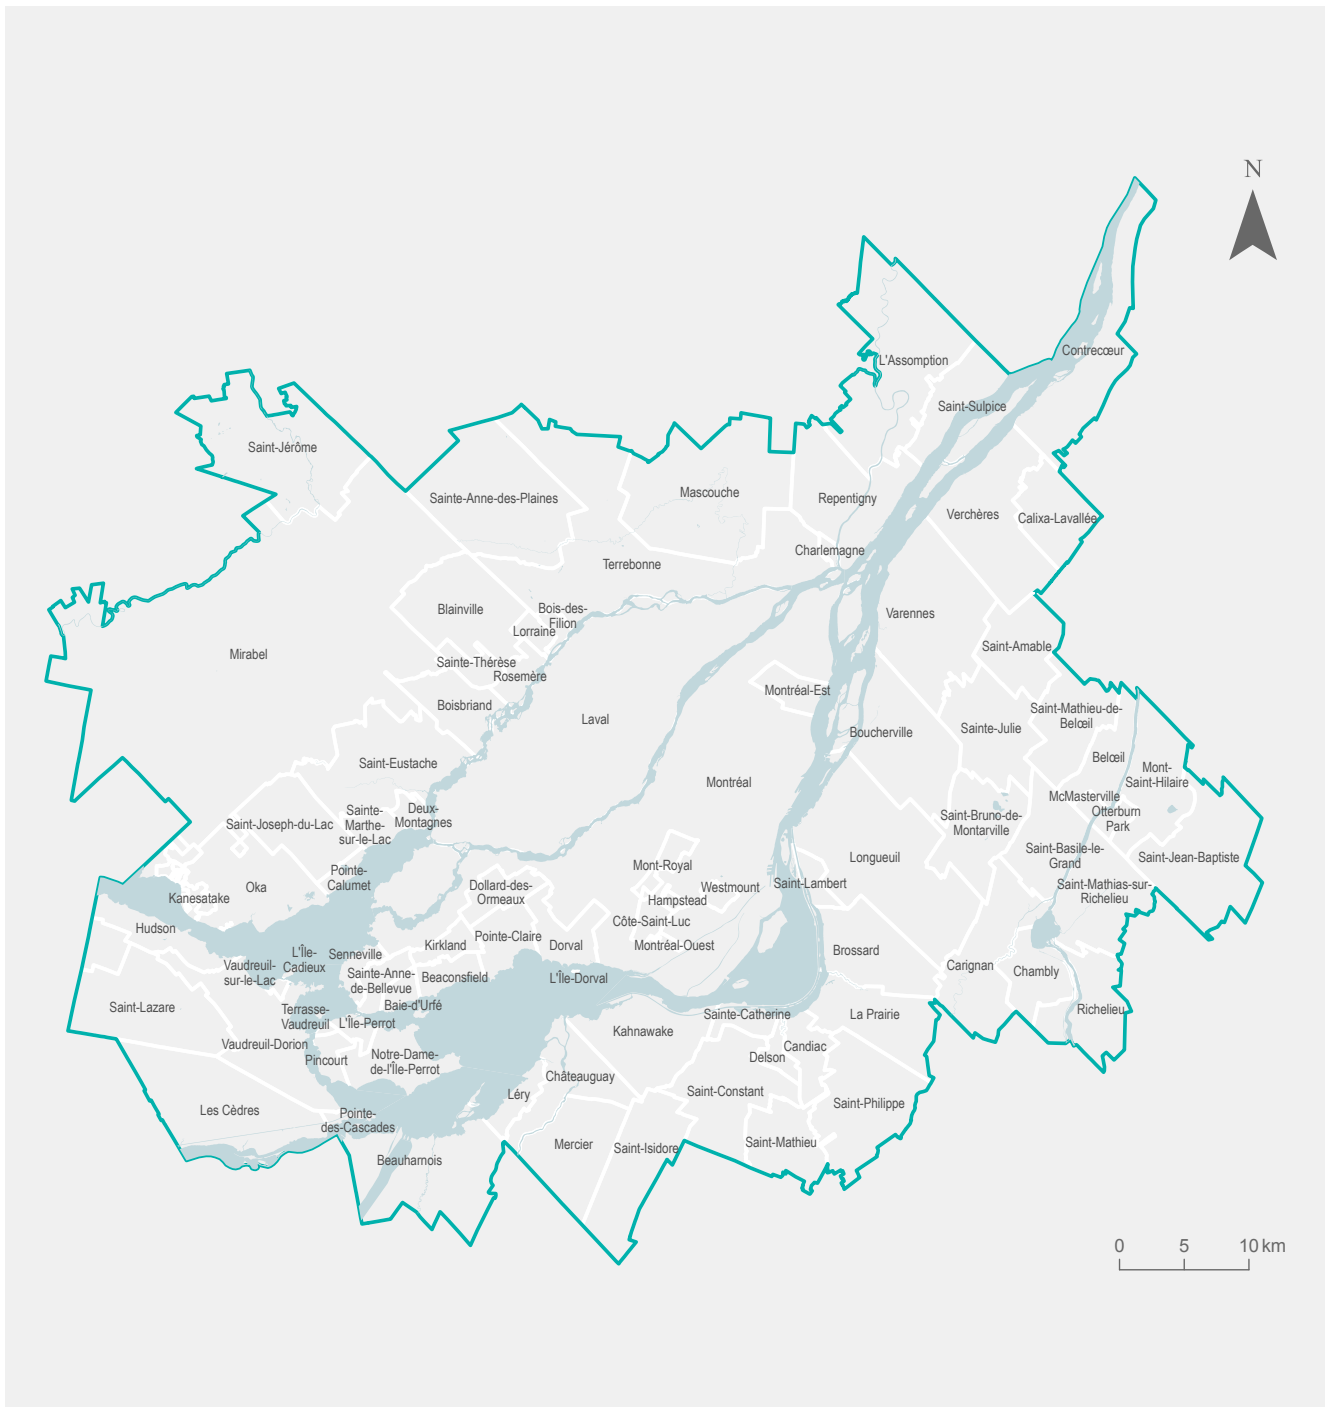 N
Contrecœur
L'Assomption
Saint-Sulpice
Saint-Jérôme
Sainte-Anne-des-Plaines
Mascouche
Repentigny
Verchères
Calixa-Lavallée
Charlemagne
Terrebonne
Blainville
Bois-des-
Filion
Lorraine
Varennes
Saint-Amable
Mirabel
Sainte-Thérèse
Rosemère
Boisbriand
Montréal-Est
Laval
Saint-Mathieu-de-
Belœil
Sainte-Julie
Boucherville
Saint-Eustache
Belœil
Mont-
Saint-Hilaire
Montréal
McMasterville
Otterburn
Park
Sainte-
Marthe-
sur-le-Lac
Deux-
Montagnes
Saint-Joseph-du-Lac
Saint-Bruno-de-
Montarville
Saint-Basile-le-
Grand
Saint-Jean-Baptiste
Longueuil
Mont-Royal
Pointe-
Calumet
Oka
Kanesatake
Dollard-des-
Ormeaux
Westmount
Saint-Lambert
Saint-Mathias-sur-
Richelieu
Hampstead
Côte-Saint-Luc
Hudson
Pointe-Claire
Kirkland
Dorval
Montréal-Ouest
Brossard
L'Île-
Cadieux
Senneville
Vaudreuil-
sur-le-Lac
Sainte-Anne-
de-Bellevue
Beaconsfield
L'Île-Dorval
Carignan
Chambly
Saint-Lazare
Baie-d'Urfé
Terrasse-
Vaudreuil
L'Île-Perrot
Sainte-Catherine
La Prairie
Richelieu
Kahnawake
Vaudreuil-Dorion
Pincourt
Notre-Dame-
de-l'Île-Perrot
Delson
Candiac
Châteauguay
Léry
Saint-Constant
Saint-Philippe
Les Cèdres
Pointe-
des-Cascades
Mercier
Saint-Isidore
Saint-Mathieu
Beauharnois
0 5 10 km